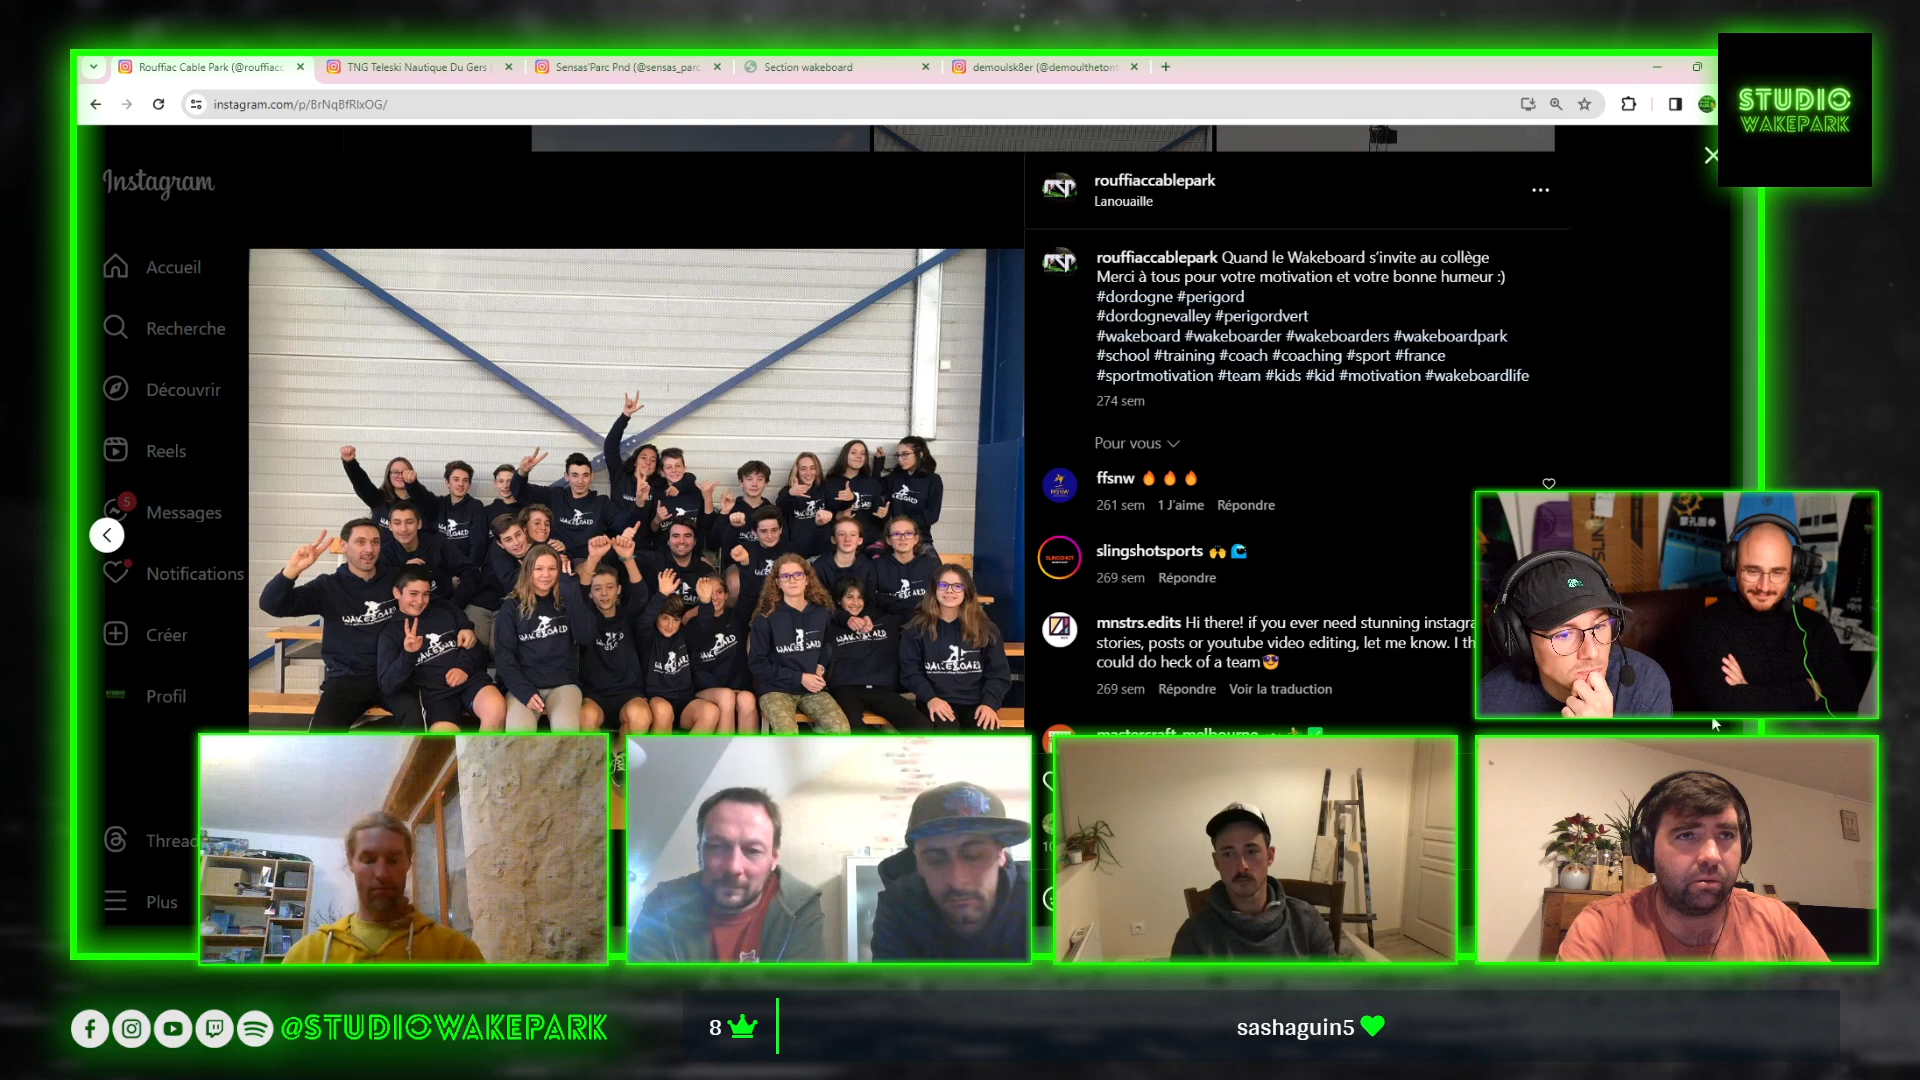 Rouffiac Cable Park (@rouffiacc
TNG Teleski Nautique Du Gers (
Sensas'Parc Pnd (@sensas_parc
Section wakeboard
demoulsk8er (@demoulthetom
instagram.com/p/BrNqBfRlxOG/
STUDIO
WAKEPARK
Instagram
Accueil
Recherche
Découvrir
Reels
5
Messages
Notifications
Créer
Profil
Thread
Plus
rouffiaccablepark
Lanouaille
rouffiaccablepark Quand le Wakeboard s’invite au collège
Merci à tous pour votre motivation et votre bonne humeur :)
#dordogne #perigord
#dordognevalley #perigordvert
#wakeboard #wakeboarder #wakeboarders #wakeboardpark
#school #training #coach #coaching #sport #france
#sportmotivation #team #kids #kid #motivation #wakeboardlife
274 sem
Pour vous
ffsnw 🔥 🔥 🔥
261 sem 1 J’aime Répondre
slingshotsports 🙌 🌊
269 sem Répondre
mnstrs.edits Hi there! if you ever need stunning instagra
stories, posts or youtube video editing, let me know. I th
could do heck of a team😎
269 sem Répondre Voir la traduction
mastercraft_melbourne
WAKEBOARD
@STUDIOWAKEPARK
8
sashaguin5